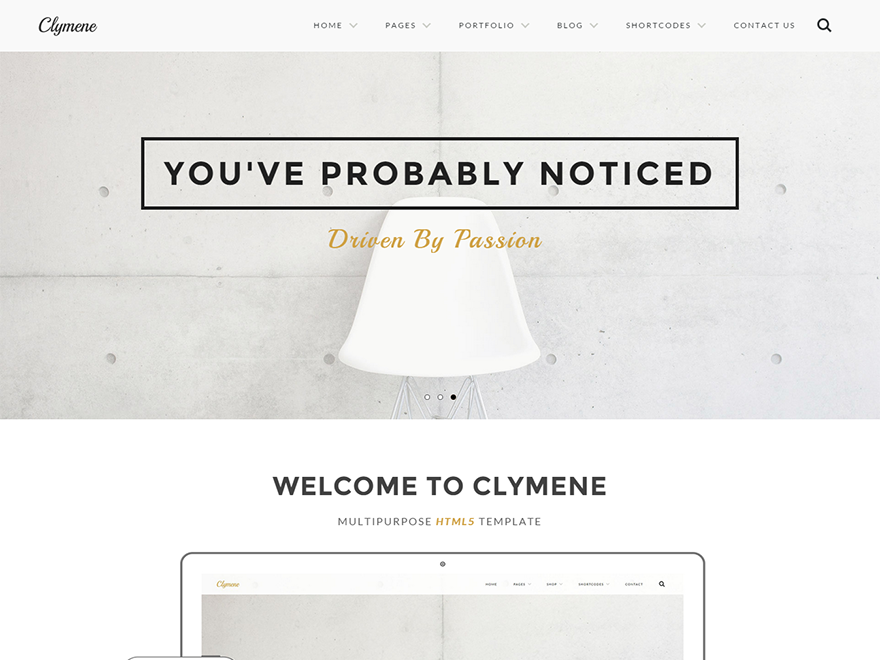 Clymene HOME PAGES PORTFOLIO BLOG SHORTCODES CONTACT US
YOU'VE PROBABLY NOTICED
Driven By Passion
WELCOME TO CLYMENE
MULTIPURPOSE HTML5 TEMPLATE
Clymene HOME PAGES SHOP SHORTCODES CONTACT